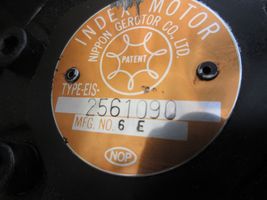 INDEX MOTOR
NIPPON GEROTOR CO., LTD.
PATENT
TYPE-EIS-
2561090
MFG. NO. 6 E
NOP